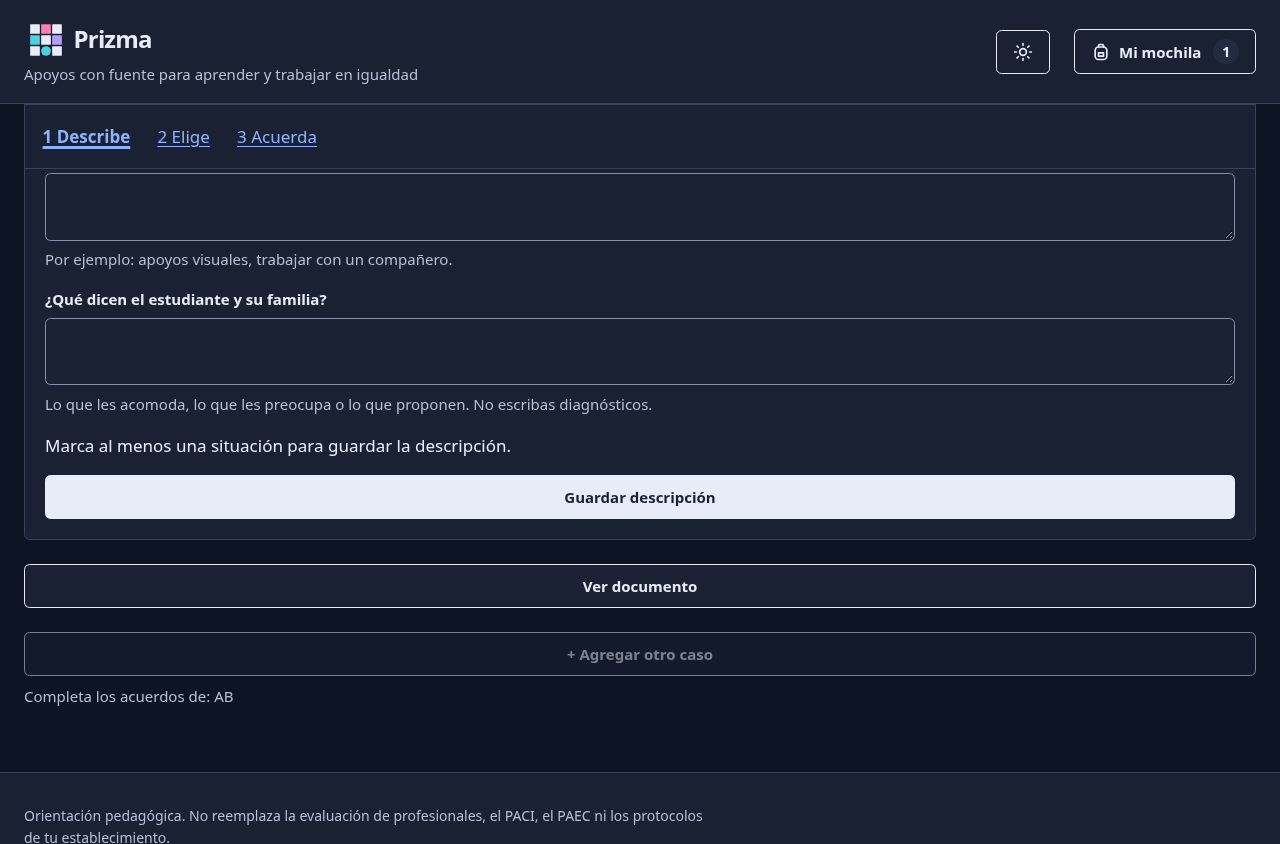 Prizma
Apoyos con fuente para aprender y trabajar en igualdad
Mi mochila 1
1 Describe 2 Elige 3 Acuerda
Por ejemplo: apoyos visuales, trabajar con un compañero.
¿Qué dicen el estudiante y su familia?
Lo que les acomoda, lo que les preocupa o lo que proponen. No escribas diagnósticos.
Marca al menos una situación para guardar la descripción.
Guardar descripción
Ver documento
+ Agregar otro caso
Completa los acuerdos de: AB
Orientación pedagógica. No reemplaza la evaluación de profesionales, el PACI, el PAEC ni los protocolos
de tu establecimiento.